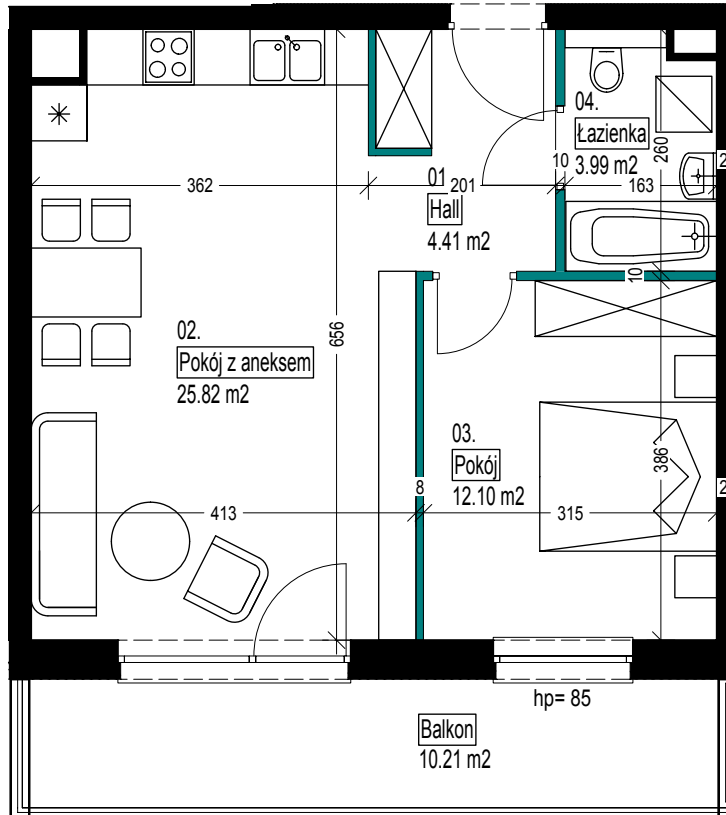 04.
Łazienka
3.99 m2
260
10
163
2
362
01
201
Hall
4.41 m2
10
656
02.
Pokój z aneksem
25.82 m2
03.
Pokój
12.10 m2
386
8
2
413
315
hp= 85
Balkon
10.21 m2